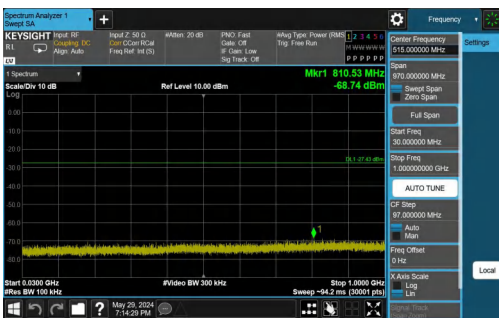 Spectrum Analyzer 1
Swept SA
+
Frequency
KEYSIGHT
Input: RF
Input Z: 50 Ω
#Atten: 20 dB
PNO: Fast
#Avg Type: Power (RMS
1 2 3 4 5 6
RL
Coupling: DC
Corr CCorr RCal
Gate: Off
Trig: Free Run
M W W W W W
Align: Auto
Freq Ref: Int (S)
IF Gain: Low
P P P P P P
Sig Track: Off
LXI
1 Spectrum
Mkr1 810.53 MHz
Scale/Div 10 dB
Ref Level 10.00 dBm
-68.74 dBm
Log
0.00
-10.0
-20.0
DL1 -27.43 dBm
-30.0
-40.0
-50.0
-60.0
1
-70.0
-80.0
Start 0.0300 GHz
#Video BW 300 kHz
Stop 1.0000 GHz
#Res BW 100 kHz
Sweep ~94.2 ms (30001 pts)
?
May 29, 2024
7:14:29 PM
Center Frequency
515.000000 MHz
Settings
Span
970.000000 MHz
Swept Span
Zero Span
Full Span
Start Freq
30.000000 MHz
Stop Freq
1.000000000 GHz
AUTO TUNE
CF Step
97.000000 MHz
Auto
Man
Freq Offset
0 Hz
X Axis Scale
Log
Lin
Local
Signal Track